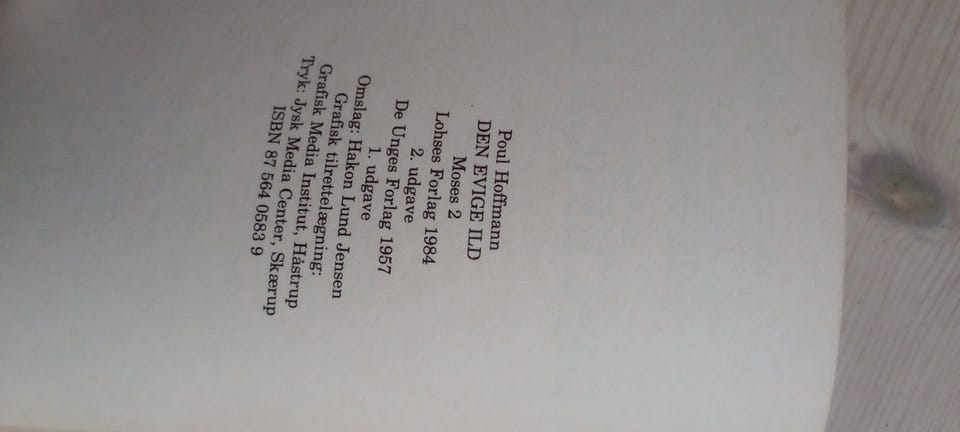 Poul Hoffmann
DEN EVIGE ILD
Moses 2
Lohses Forlag 1984
2. udgave
De Unges Forlag 1957
1. udgave
Omslag: Hakon Lund Jensen
Grafisk tilrettelægning:
Grafisk Media Institut, Håstrup
Tryk: Jysk Media Center, Skærup
ISBN 87 564 0583 9